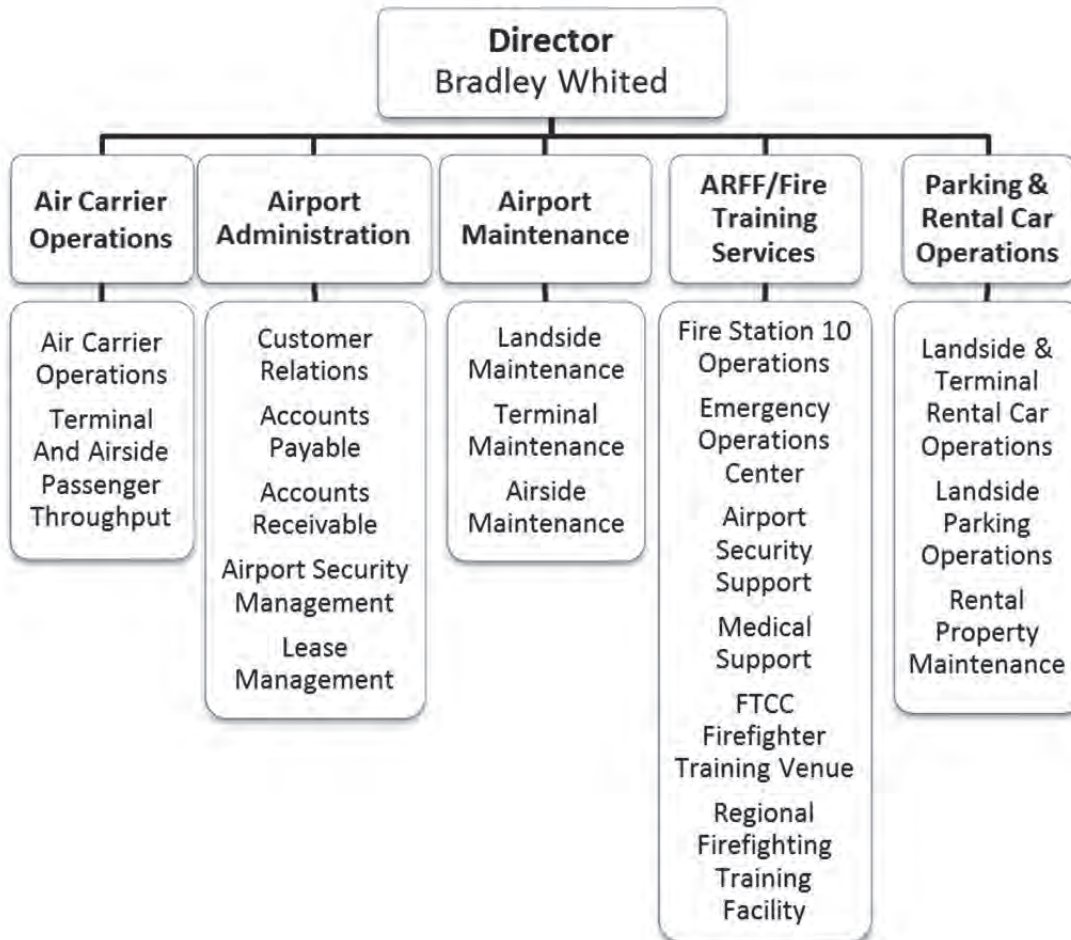 Director
Bradley Whited
Air Carrier
Operations
Airport
Administration
Airport
Maintenance
ARFF/Fire
Training
Services
Parking &
Rental Car
Operations
Air Carrier
Operations
Terminal
And Airside
Passenger
Throughput
Customer
Relations
Accounts
Payable
Accounts
Receivable
Airport Security
Management
Lease
Management
Landside
Maintenance
Terminal
Maintenance
Airside
Maintenance
Fire Station 10
Operations
Emergency
Operations
Center
Airport
Security
Support
Medical
Support
FTCC
Firefighter
Training Venue
Regional
Firefighting
Training
Facility
Landside &
Terminal
Rental Car
Operations
Landside
Parking
Operations
Rental
Property
Maintenance